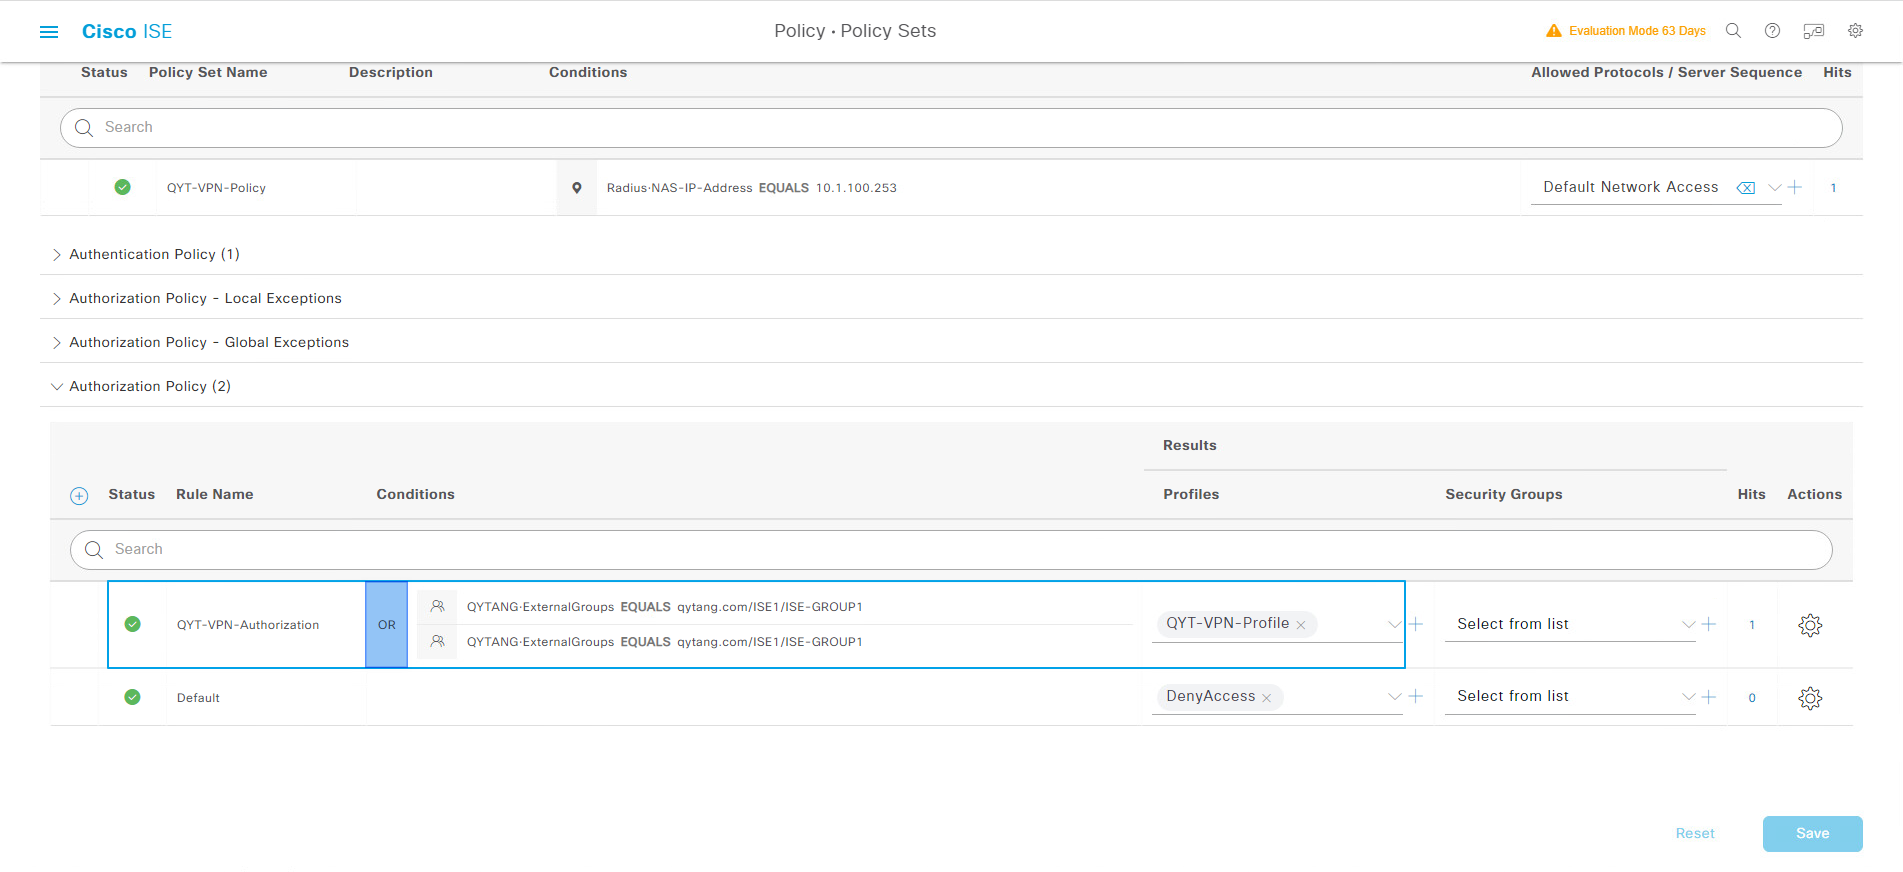 Cisco ISE
Policy · Policy Sets
Evaluation Mode 63 Days
Status Policy Set Name Description Conditions Allowed Protocols / Server Sequence Hits
Search
QYT-VPN-Policy Radius·NAS-IP-Address EQUALS 10.1.100.253 Default Network Access 1
Authentication Policy (1)
Authorization Policy - Local Exceptions
Authorization Policy - Global Exceptions
Authorization Policy (2)
Results
Status Rule Name Conditions Profiles Security Groups Hits Actions
Search
QYTANG·ExternalGroups EQUALS qytang.com/ISE1/ISE-GROUP1
QYT-VPN-Authorization OR QYT-VPN-Profile Select from list 1
QYTANG·ExternalGroups EQUALS qytang.com/ISE1/ISE-GROUP1
Default DenyAccess Select from list 0
Reset Save